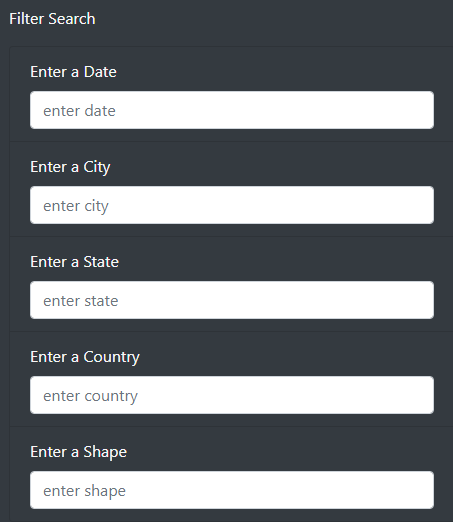 Filter Search
Enter a Date
enter date
Enter a City
enter city
Enter a State
enter state
Enter a Country
enter country
Enter a Shape
enter shape